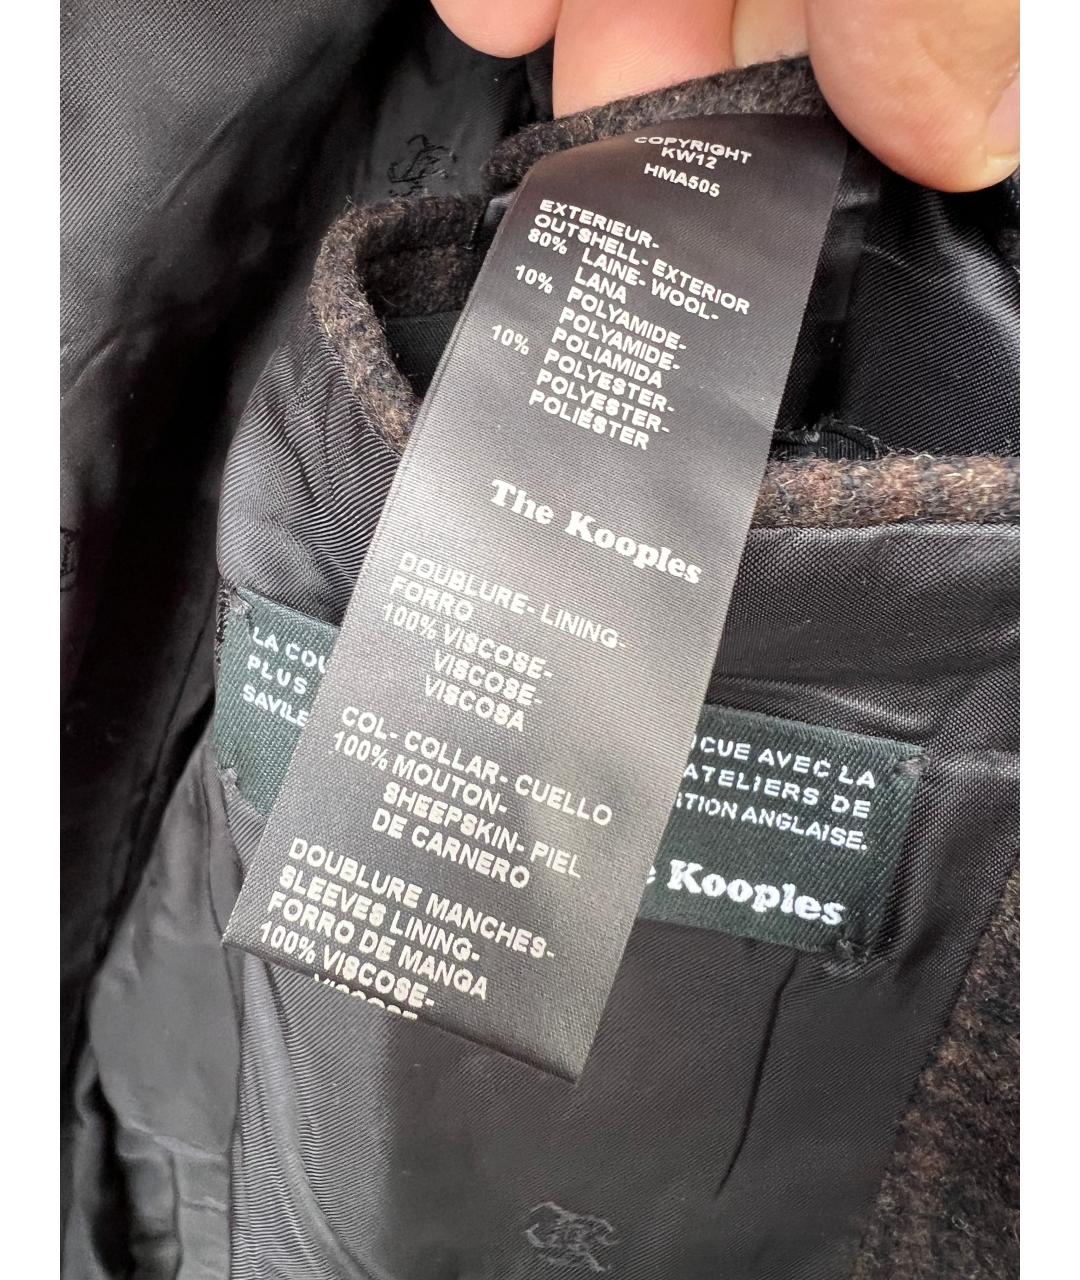 COPYRIGHT
KW12
HMA505
EXTERIEUR-
OUTSHELL- EXTERIOR
80% LAINE- WOOL-
LANA
10% POLYAMIDE-
POLYAMIDE-
POLIAMIDA
10% POLYESTER-
POLYESTER-
POLIÉSTER
The Kooples
DOUBLURE- LINING-
FORRO
100% VISCOSE-
VISCOSE-
VISCOSA
COL- COLLAR- CUELLO
100% MOUTON-
SHEEPSKIN- PIEL
DE CARNERO
DOUBLURE MANCHES-
SLEEVES LINING-
FORRO DE MANGA
100% VISCOSE-
LA
PLUS
AVEC LA
ATELIERS DE
ANGLAISE.
Kooples